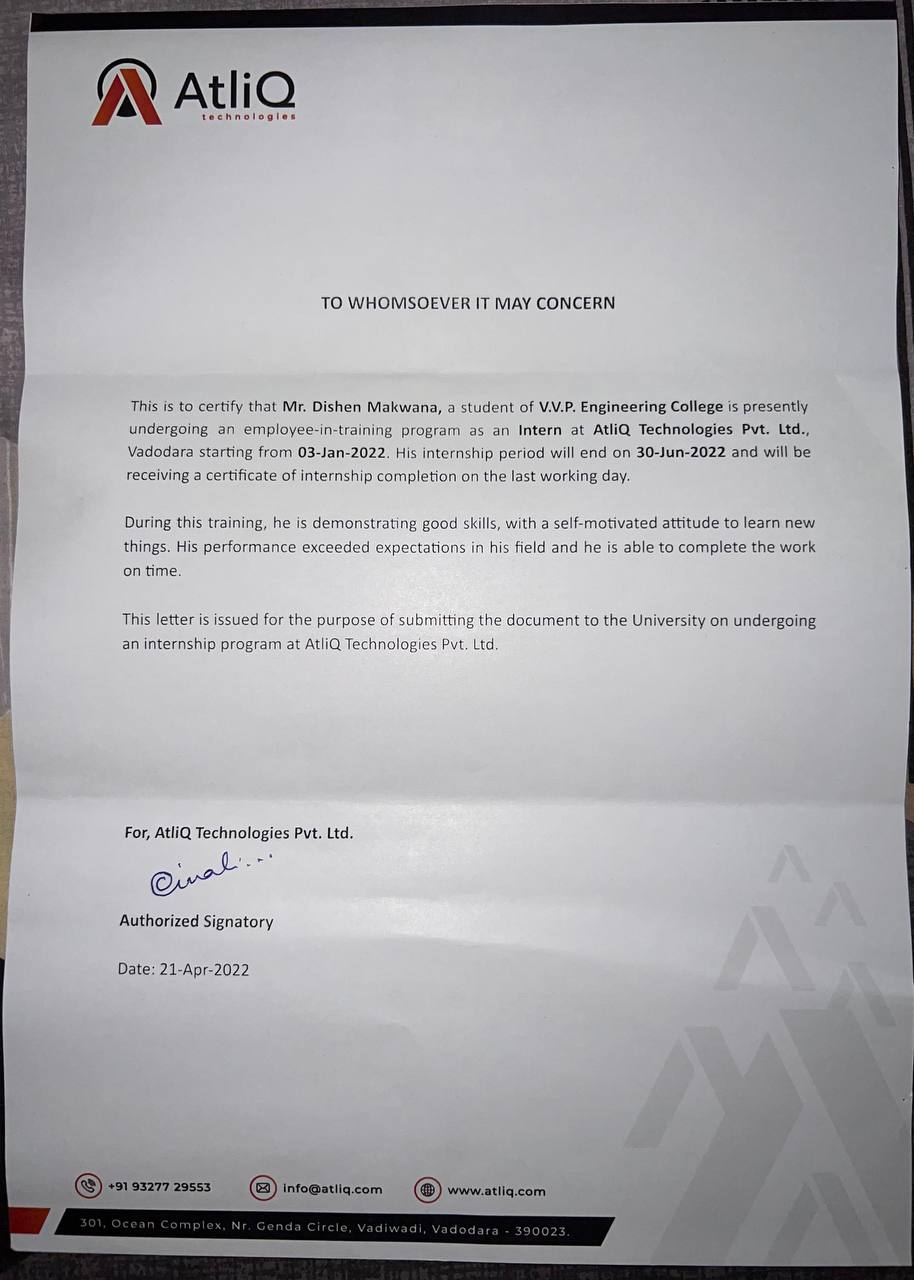 AtliQ
technologies
TO WHOMSOEVER IT MAY CONCERN
This is to certify that Mr. Dishen Makwana, a student of V.V.P. Engineering College is presently
undergoing an employee-in-training program as an Intern at AtliQ Technologies Pvt. Ltd.,
Vadodara starting from 03-Jan-2022. His internship period will end on 30-Jun-2022 and will be
receiving a certificate of internship completion on the last working day.
During this training, he is demonstrating good skills, with a self-motivated attitude to learn new
things. His performance exceeded expectations in his field and he is able to complete the work
on time.
This letter is issued for the purpose of submitting the document to the University on undergoing
an internship program at AtliQ Technologies Pvt. Ltd.
For, AtliQ Technologies Pvt. Ltd.
Authorized Signatory
Date: 21-Apr-2022
+91 93277 29553 info@atliq.com www.atliq.com
301, Ocean Complex, Nr. Genda Circle, Vadiwadi, Vadodara - 390023.